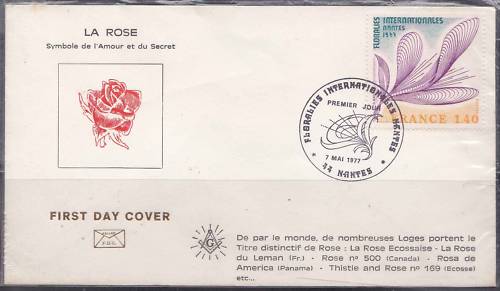 LA ROSE
Symbole de l'Amour et du Secret
FLORALIES INTERNATIONALES
NANTES
1977
FRANCE 1.40
FLORALIES INTERNATIONALES NANTES
PREMIER JOUR
7 MAI 1977
* 44 NANTES *
FIRST DAY COVER
F.D.C.
G
De par le monde, de nombreuses Loges portent le
Titre distinctif de Rose : La Rose Ecossaise - La Rose
du Leman (Fr.) - Rose nº 500 (Canada) - Rosa de
America (Panama) - Thistle and Rose nº 169 (Ecosse)
etc...